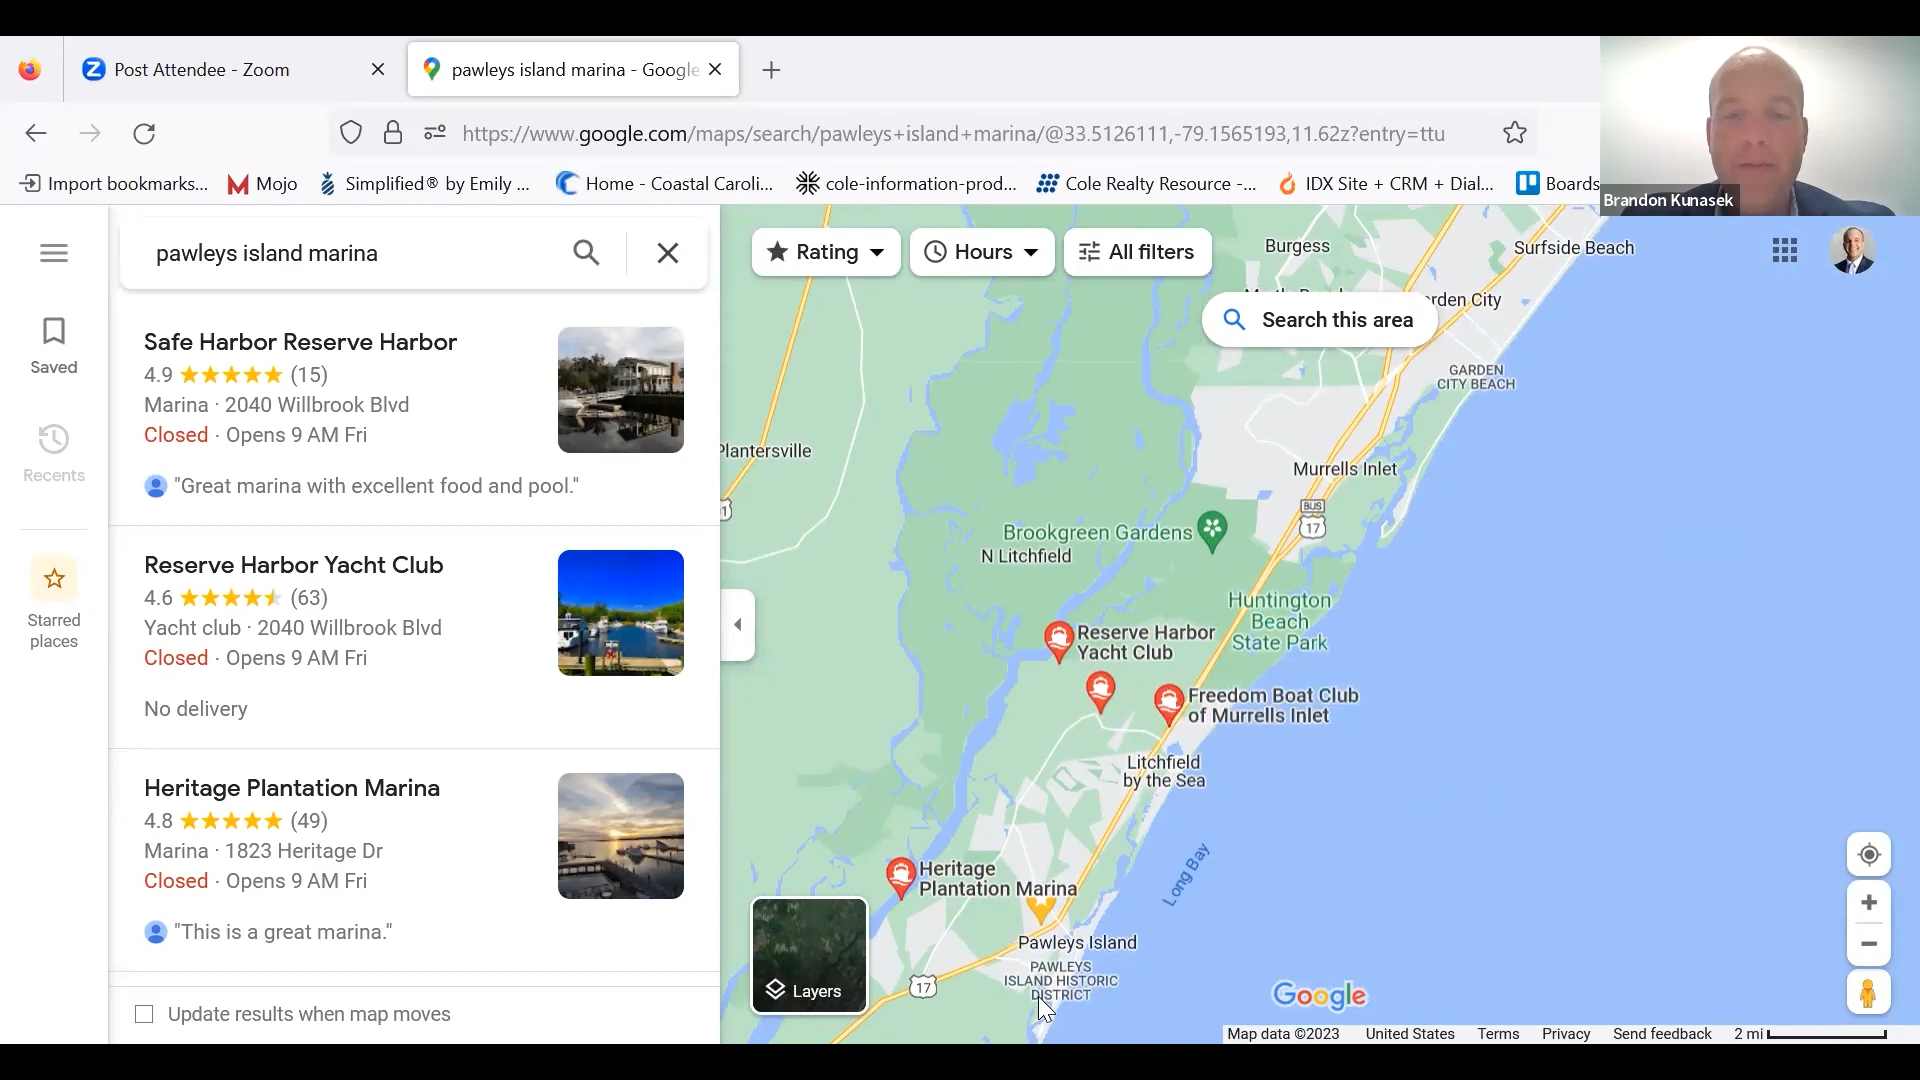 Post Attendee - Zoom
pawleys island marina - Google
https://www.google.com/maps/search/pawleys+island+marina/@33.5126111,-79.1565193,11.62z?entry=ttu
Import bookmarks...
Mojo
Simplified® by Emily ...
Home - Coastal Caroli...
cole-information-prod...
Cole Realty Resource -...
IDX Site + CRM + Dial...
Boards
Brandon Kunasek
pawleys island marina
Saved
Recents
Starred
places
Safe Harbor Reserve Harbor
4.9 ★★★★★ (15)
Marina · 2040 Willbrook Blvd
Closed · Opens 9 AM Fri
"Great marina with excellent food and pool."
Reserve Harbor Yacht Club
4.6 (63)
Yacht club · 2040 Willbrook Blvd
Closed · Opens 9 AM Fri
No delivery
Heritage Plantation Marina
4.8 ★★★★★ (49)
Marina · 1823 Heritage Dr
Closed · Opens 9 AM Fri
"This is a great marina."
Update results when map moves
Rating
Hours
All filters
Search this area
Burgess
Surfside Beach
rden City
GARDEN
CITY BEACH
Plantersville
Murrells Inlet
BUS
17
Brookgreen Gardens
N Litchfield
Huntington
Beach
State Park
Reserve Harbor
Yacht Club
Freedom Boat Club
of Murrells Inlet
Litchfield
by the Sea
Long Bay
Heritage
Plantation Marina
Pawleys Island
PAWLEYS
ISLAND HISTORIC
DISTRICT
17
Layers
Google
Map data ©2023
United States
Terms
Privacy
Send feedback
2 mi